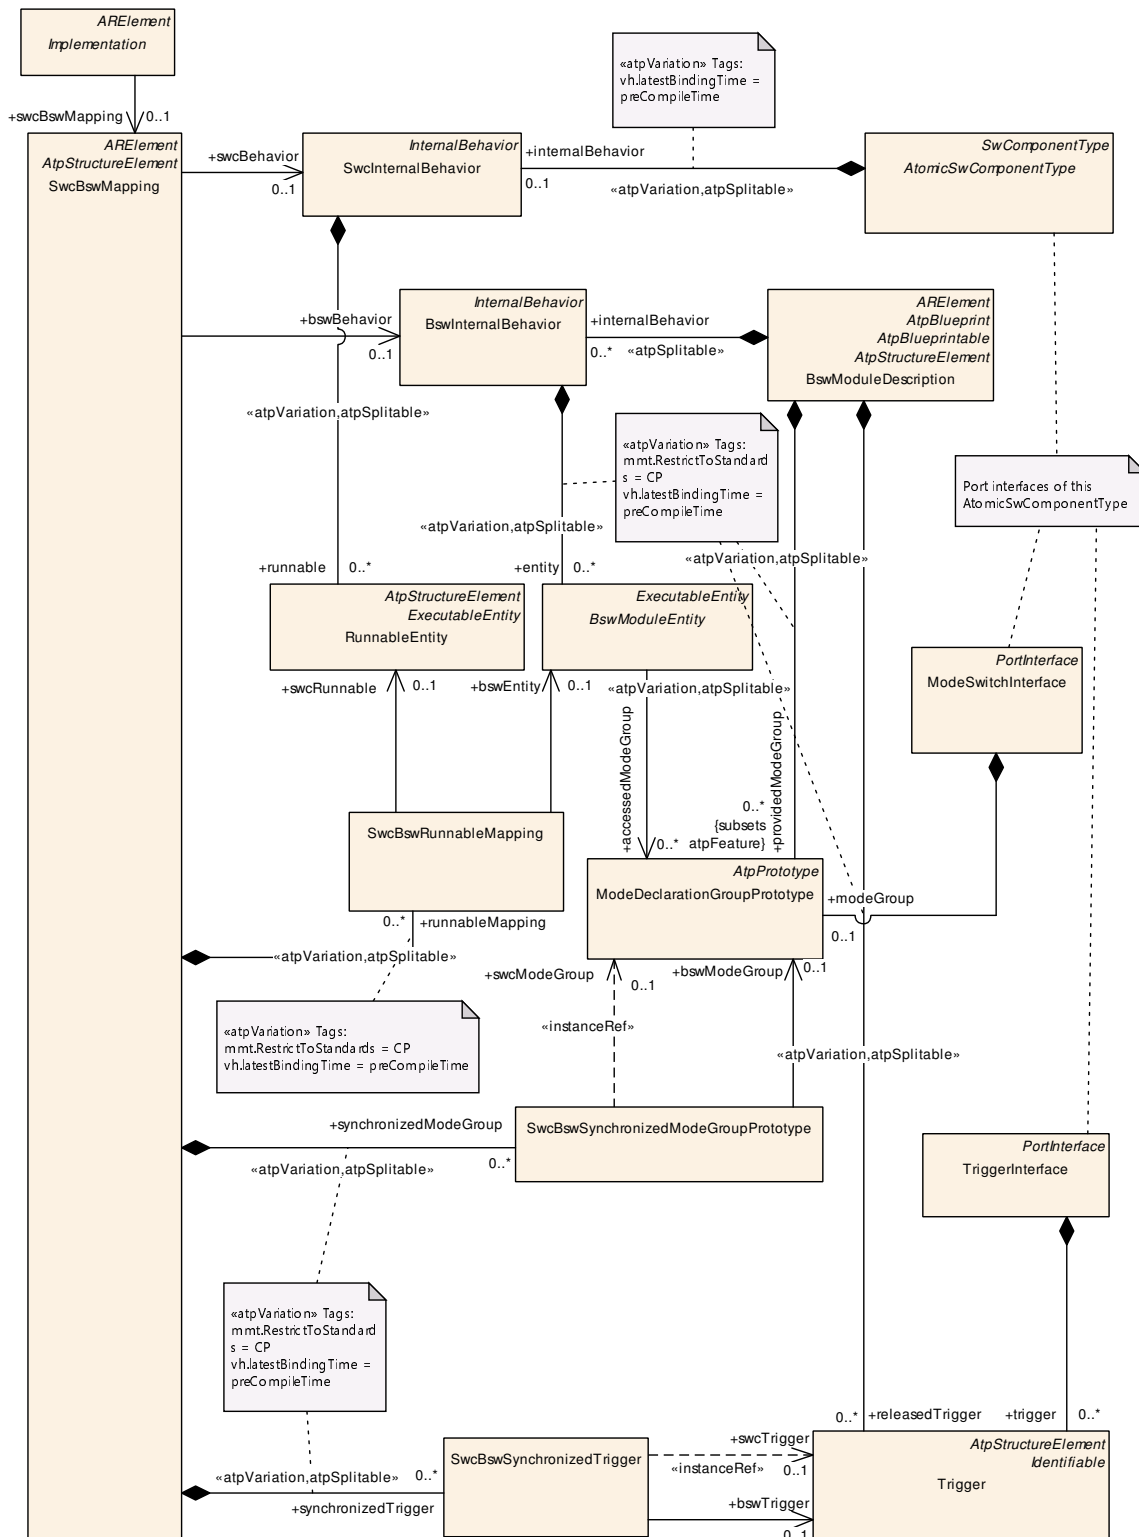 ARElement
Implementation
+swcBswMapping
0..1
«atpVariation» Tags:
vh.latestBindingTime =
preCompileTime
ARElement
AtpStructureElement
SwcBswMapping
+swcBehavior
0..1
InternalBehavior
SwcInternalBehavior
+internalBehavior
0..1
«atpVariation,atpSplitable»
SwComponentType
AtomicSwComponentType
+bswBehavior
0..1
InternalBehavior
BswInternalBehavior
+internalBehavior
0..*
«atpSplitable»
ARElement
AtpBlueprint
AtpBlueprintable
AtpStructureElement
BswModuleDescription
«atpVariation,atpSplitable»
«atpVariation» Tags:
mmt.RestrictToStandard
s = CP
vh.latestBindingTime =
preCompileTime
Port interfaces of this
AtomicSwComponentType
«atpVariation,atpSplitable»
«atpVariation,atpSplitable»
+runnable
0..*
+entity
0..*
AtpStructureElement
ExecutableEntity
RunnableEntity
ExecutableEntity
BswModuleEntity
PortInterface
ModeSwitchInterface
+swcRunnable
0..1
+bswEntity
0..1
«atpVariation,atpSplitable»
+accessedModeGroup
+providedModeGroup
0..*
{subsets
atpFeature}
0..*
SwcBswRunnableMapping
AtpPrototype
ModeDeclarationGroupPrototype
+modeGroup
0..1
0..*
+runnableMapping
«atpVariation,atpSplitable»
+swcModeGroup
0..1
+bswModeGroup
0..1
«atpVariation» Tags:
mmt.RestrictToStandards = CP
vh.latestBindingTime = preCompileTime
«instanceRef»
«atpVariation,atpSplitable»
+synchronizedModeGroup
0..*
«atpVariation,atpSplitable»
SwcBswSynchronizedModeGroupPrototype
PortInterface
TriggerInterface
«atpVariation» Tags:
mmt.RestrictToStandard
s = CP
vh.latestBindingTime =
preCompileTime
0..*
+releasedTrigger
+trigger
0..*
«atpVariation,atpSplitable»
0..*
+synchronizedTrigger
SwcBswSynchronizedTrigger
+swcTrigger
«instanceRef»
0..1
+bswTrigger
0..1
AtpStructureElement
Identifiable
Trigger